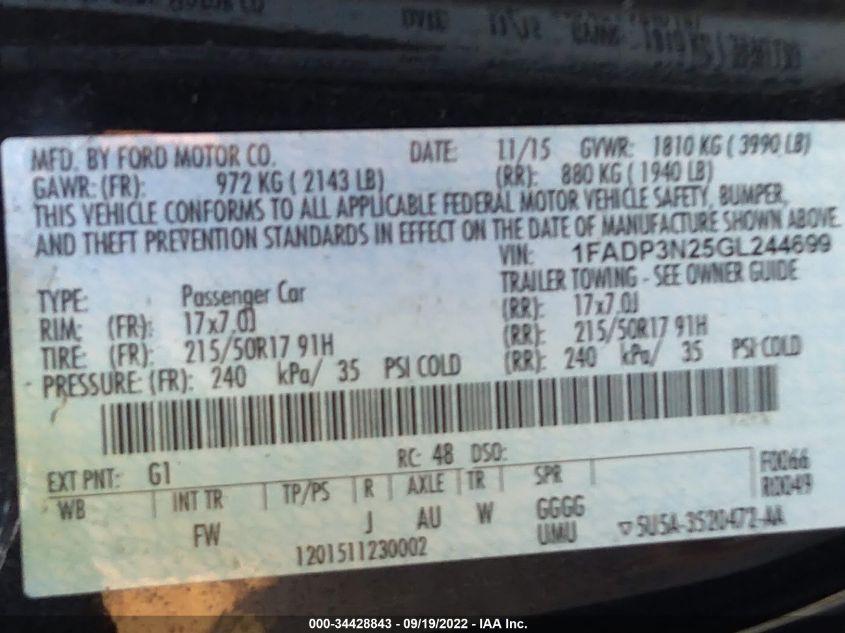 MFD. BY FORD MOTOR CO. DATE: 11/15 GVWR: 1810 KG ( 3990 LB)
GAWR: (FR): 972 KG ( 2143 LB) (RR): 880 KG ( 1940 LB)
THIS VEHICLE CONFORMS TO ALL APPLICABLE FEDERAL MOTOR VEHICLE SAFETY, BUMPER,
AND THEFT PREVENTION STANDARDS IN EFFECT ON THE DATE OF MANUFACTURE SHOWN ABOVE.
VIN: 1FADP3N25GL244699
TYPE: Passenger Car TRAILER TOWING - SEE OWNER GUIDE
RIM: (FR): 17x7.0J (RR): 17x7.0J
TIRE: (FR): 215/50R17 91H (RR): 215/50R17 91H
PRESSURE: (FR): 240 kPa/ 35 PSI COLD (RR): 240 kPa/ 35 PSI COLD
EXT PNT: G1 RC: 48 DSO: F0066
WB INT TR TP/PS R AXLE TR SPR R0049
FW J AU W GGGG
1201511230002 UMU ▽ 5U5A-3520472-AA
000-34428843 - 09/19/2022 - IAA Inc.